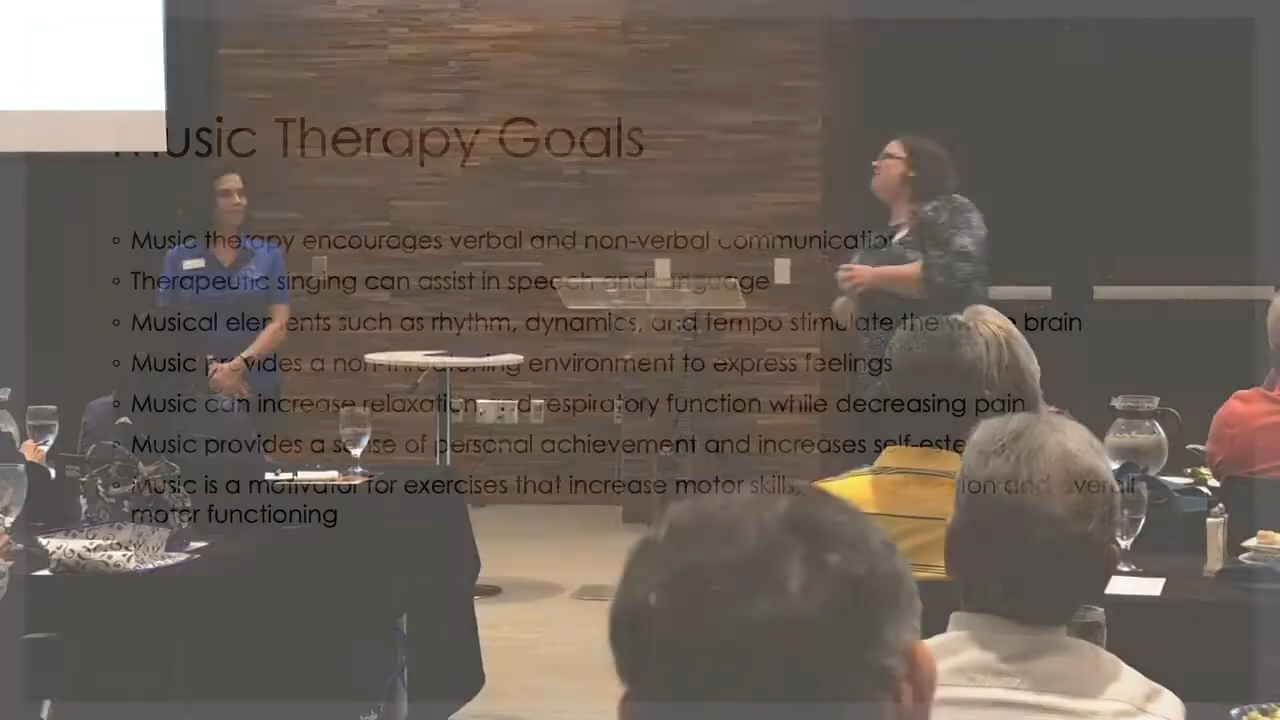 Music Therapy Goals
Music therapy encourages verbal and non-verbal communication
Therapeutic singing can assist in speech and language
Musical elements such as rhythm, dynamics, and tempo stimulate the whole brain
Music provides a non-threatening environment to express feelings
Music can increase relaxation and respiratory function while decreasing pain
Music provides a sense of personal achievement and increases self-este
Music is a motivator for exercises that increase motor skills, and overall
motor functioning